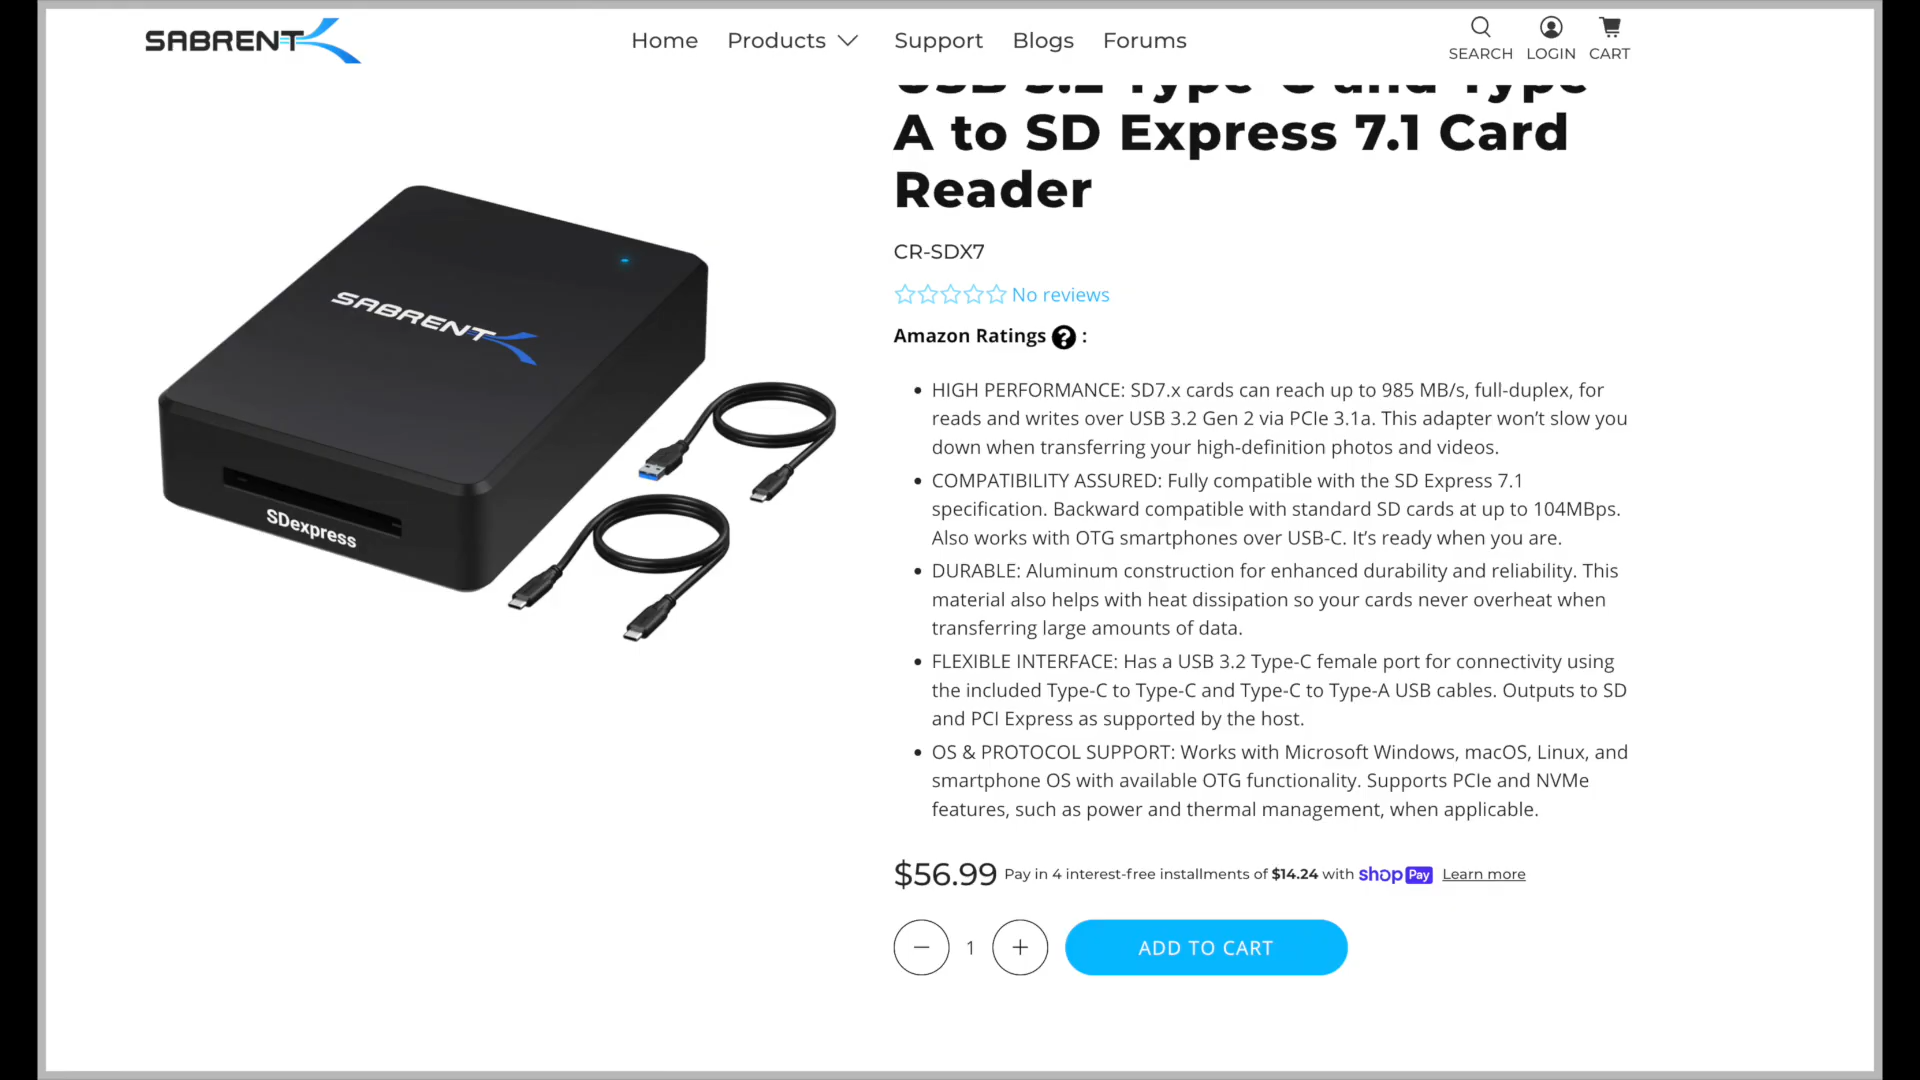 SABRENT
Home Products Support Blogs Forums
SEARCH LOGIN CART
USB 3.2 Type-C and Type-
A to SD Express 7.1 Card
Reader
CR-SDX7
No reviews
Amazon Ratings ? :
• HIGH PERFORMANCE: SD7.x cards can reach up to 985 MB/s, full-duplex, for
reads and writes over USB 3.2 Gen 2 via PCIe 3.1a. This adapter won’t slow you
down when transferring your high-definition photos and videos.
• COMPATIBILITY ASSURED: Fully compatible with the SD Express 7.1
specification. Backward compatible with standard SD cards at up to 104MBps.
Also works with OTG smartphones over USB-C. It’s ready when you are.
• DURABLE: Aluminum construction for enhanced durability and reliability. This
material also helps with heat dissipation so your cards never overheat when
transferring large amounts of data.
• FLEXIBLE INTERFACE: Has a USB 3.2 Type-C female port for connectivity using
the included Type-C to Type-C and Type-C to Type-A USB cables. Outputs to SD
and PCI Express as supported by the host.
• OS & PROTOCOL SUPPORT: Works with Microsoft Windows, macOS, Linux, and
smartphone OS with available OTG functionality. Supports PCIe and NVMe
features, such as power and thermal management, when applicable.
$56.99 Pay in 4 interest-free installments of $14.24 with shop Pay Learn more
− 1 + ADD TO CART
SABRENT
SDexpress